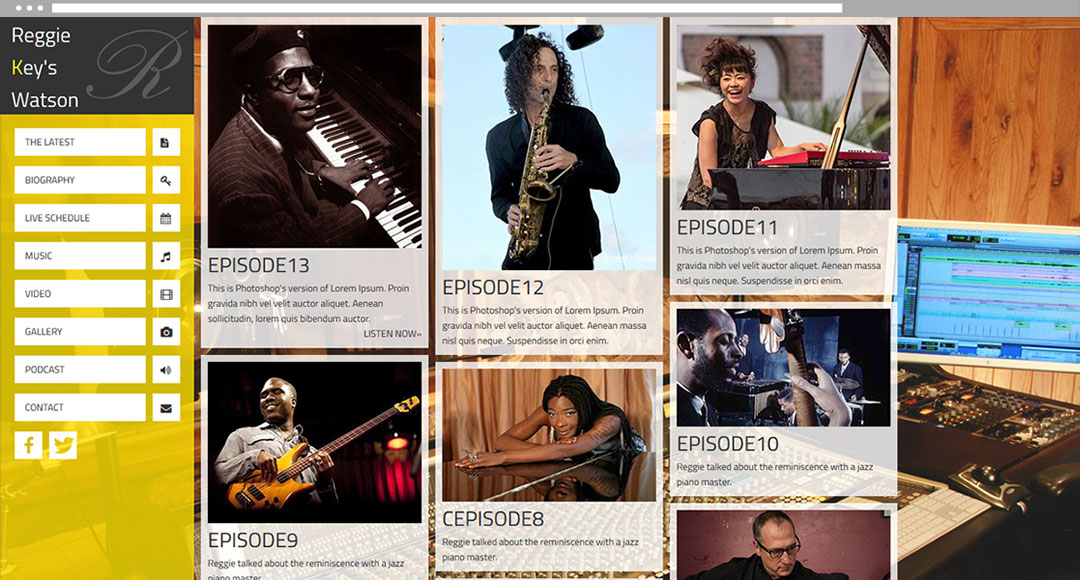 Reggie
Key's
Watson
R
THE LATEST
BIOGRAPHY
LIVE SCHEDULE
MUSIC
VIDEO
GALLERY
PODCAST
CONTACT
EPISODE13
This is Photoshop's version of Lorem Ipsum. Proin
gravida nibh vel velit auctor aliquet. Aenean
sollicitudin, lorem quis bibendum auctor.
LISTEN NOW»
EPISODE9
Reggie talked about the reminiscence with a jazz
piano master.
EPISODE12
This is Photoshop's version of Lorem Ipsum. Proin
gravida nibh vel velit auctor aliquet. Aenean massa
nisl quis neque. Suspendisse in orci enim.
CEPISODE8
Reggie talked about the reminiscence with a jazz
piano master.
EPISODE11
This is Photoshop's version of Lorem Ipsum. Proin
gravida nibh vel velit auctor aliquet. Aenean massa
nisl quis neque. Suspendisse in orci enim.
EPISODE10
Reggie talked about the reminiscence with a jazz
piano master.